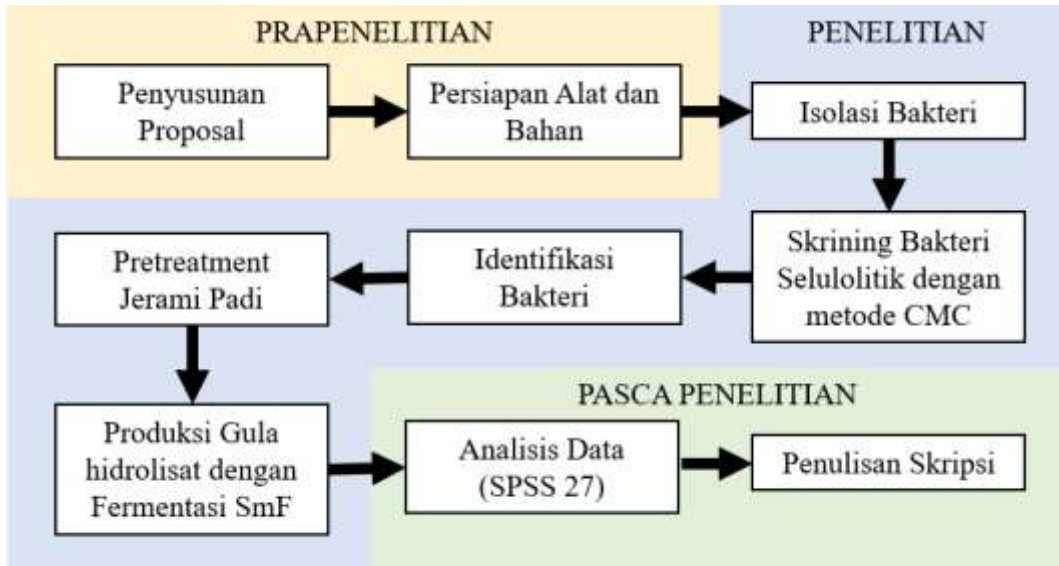 PRAPENELITIAN
Penyusunan
Proposal
Persiapan Alat dan
Bahan
PENELITIAN
Isolasi Bakteri
Skrining Bakteri
Selulolitik dengan
metode CMC
Identifikasi
Bakteri
Pretreatment
Jerami Padi
Produksi Gula
hidrolisat dengan
Fermentasi SmF
PASCA PENELITIAN
Analisis Data
(SPSS 27)
Penulisan Skripsi